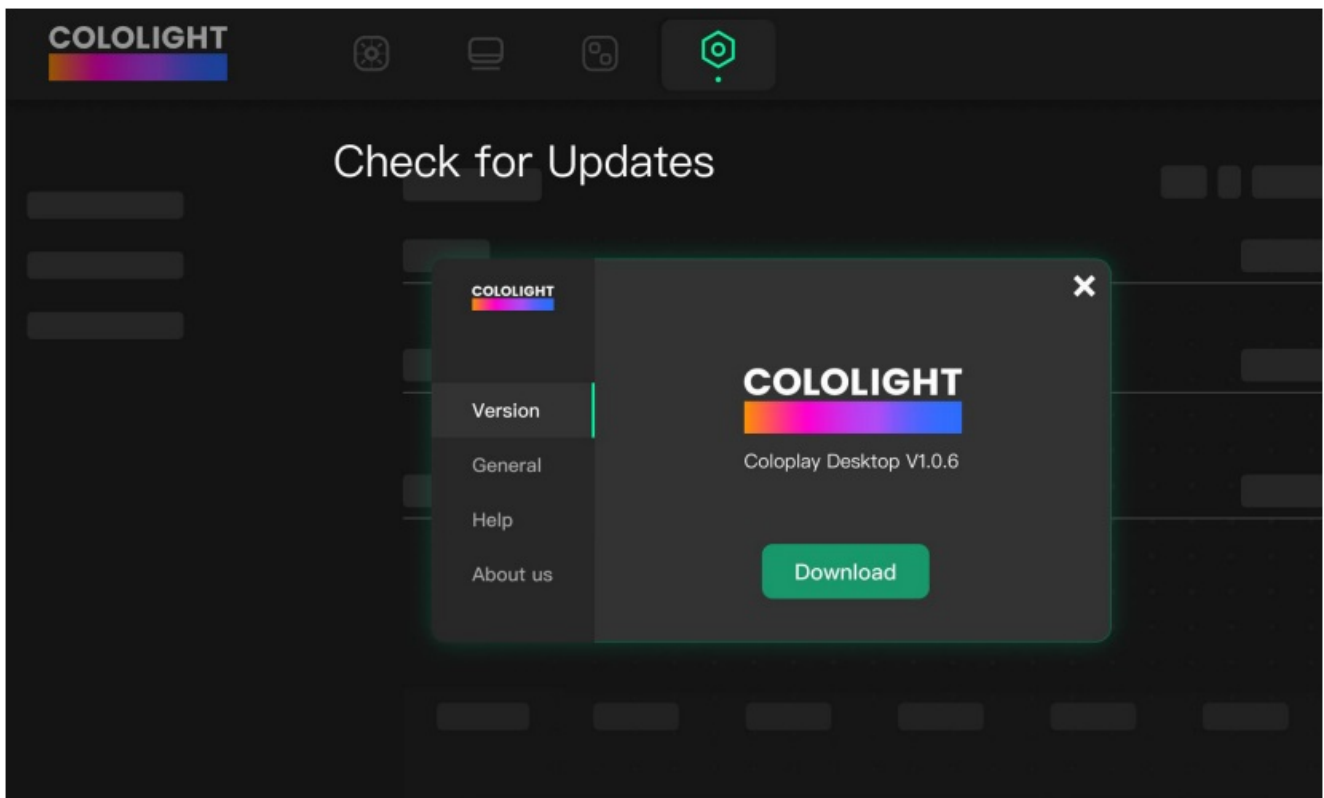 COLOLIGHT
Check for Updates
COLOLIGHT
Version
General
Help
About us
COLOLIGHT
Coloplay Desktop V1.0.6
Download